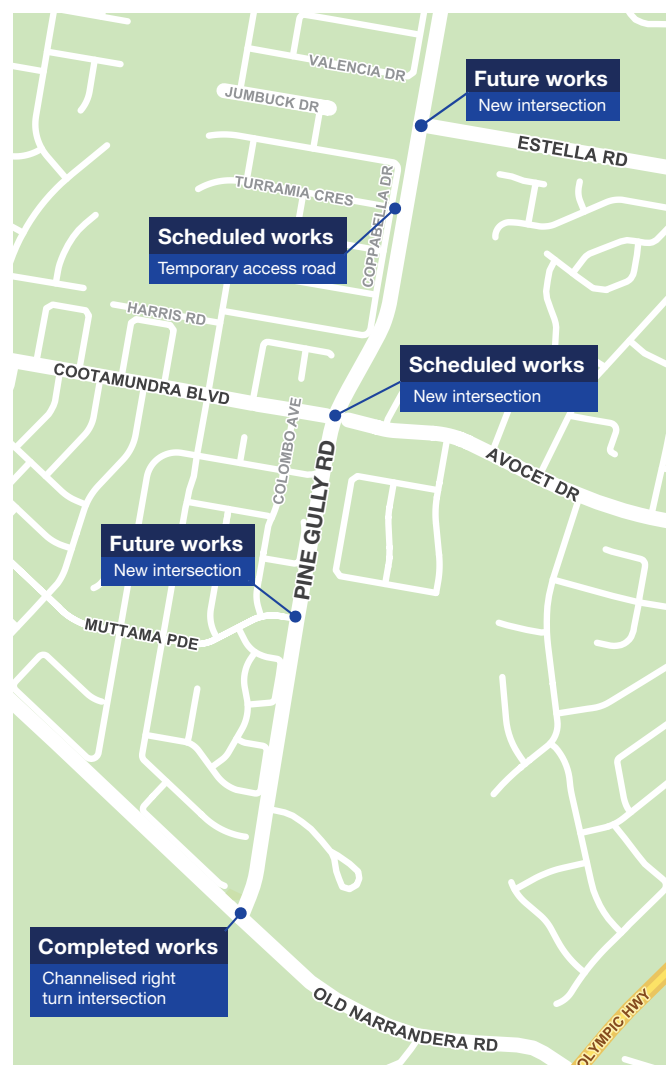 VALENCIA DR
Future works
New intersection
JUMBUCK DR
ESTELLA RD
TURRAMIA CRES
COPPABELLA DR
Scheduled works
Temporary access road
HARRIS RD
Scheduled works
New intersection
COOTAMUNDRA BLVD
COLOMBO AVE
PINE GULLY RD
AVOCET DR
Future works
New intersection
MUTTAMA PDE
Completed works
Channelised right
turn intersection
OLD NARRANDERA RD
OLYMPIC HWY